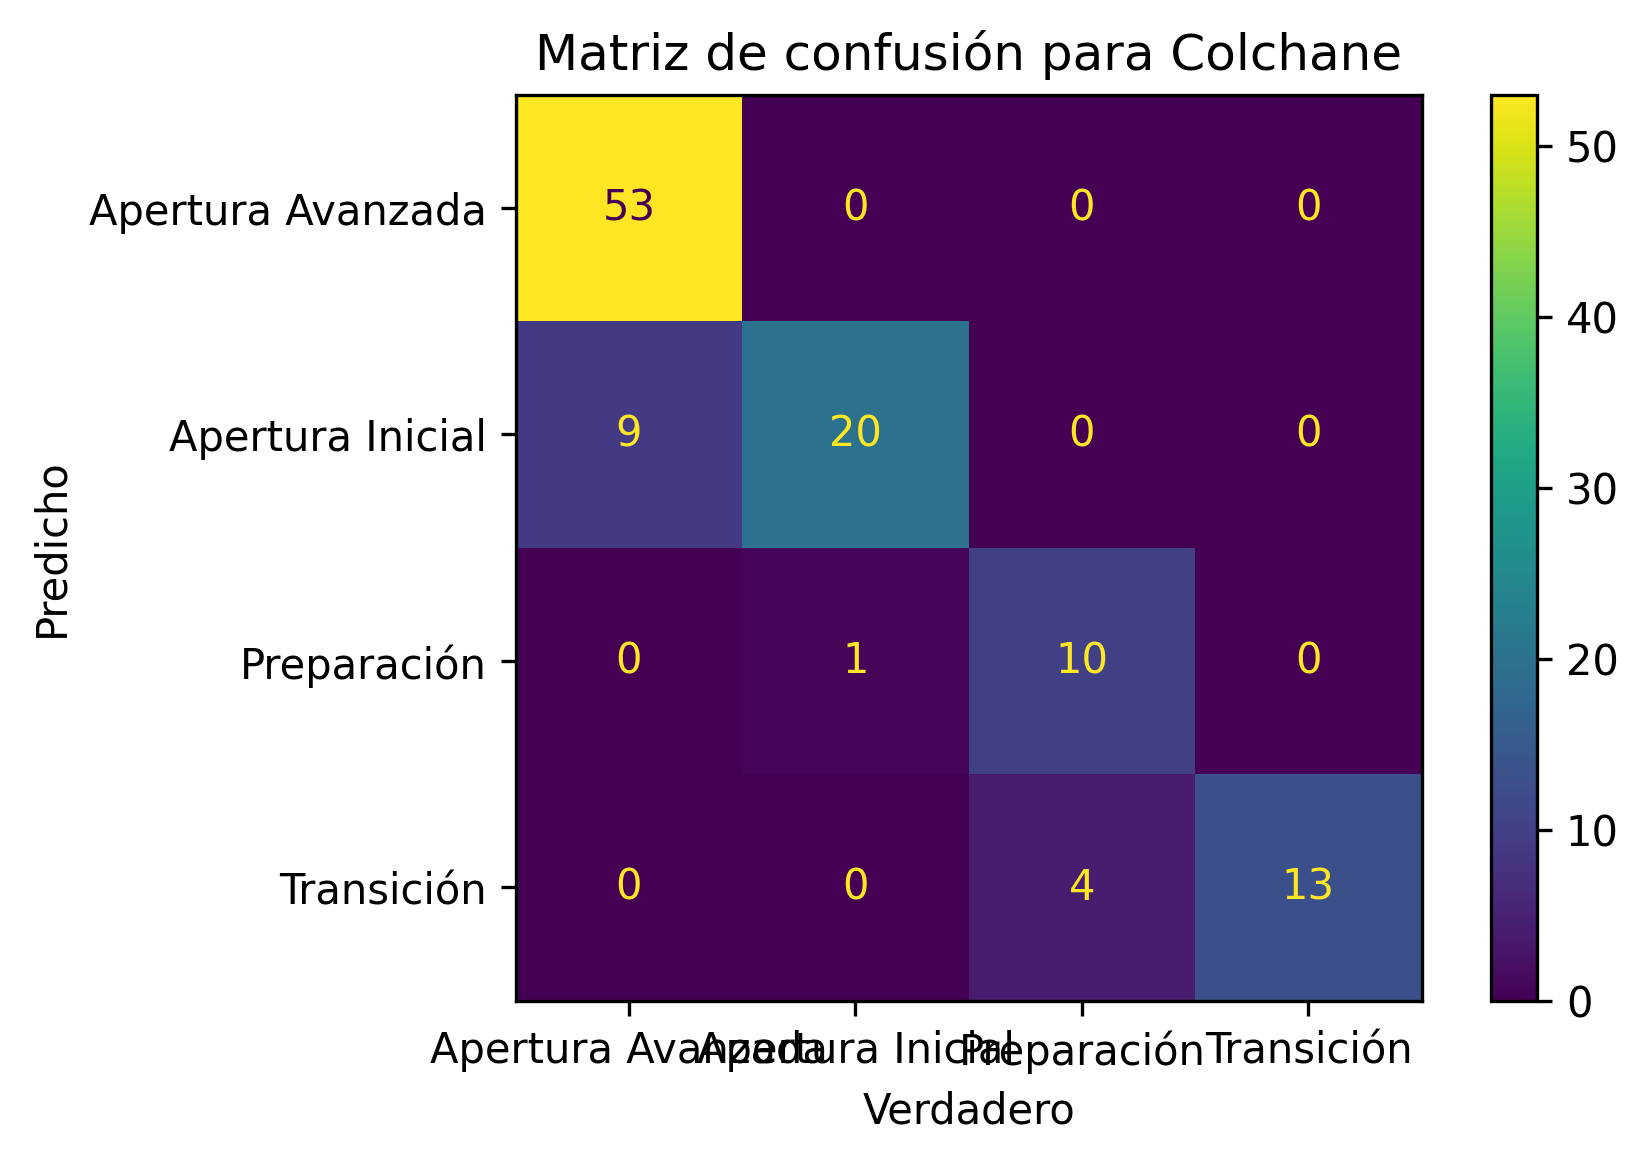 Matriz de confusión para Colchane
Apertura Avanzada 53 0 0 0
Apertura Inicial 9 20 0 0
Preparación 0 1 10 0
Transición 0 0 4 13
Predicho
Apertura Avanzada Apertura Inicial Preparación Transición
Verdadero
50
40
30
20
10
0